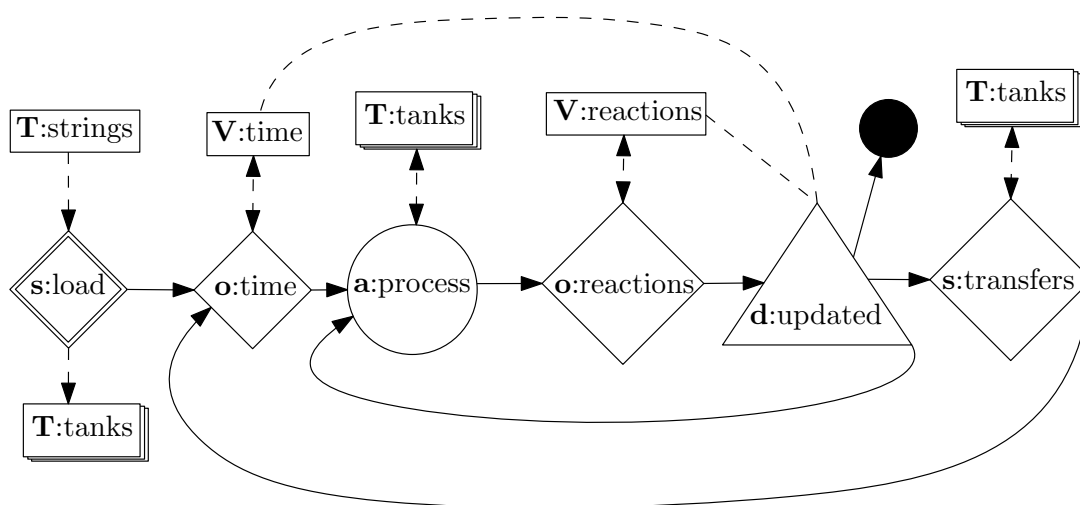 T:strings
V:time
T:tanks
V:reactions
T:tanks
s:load
o:time
a:process
o:reactions
d:updated
s:transfers
T:tanks